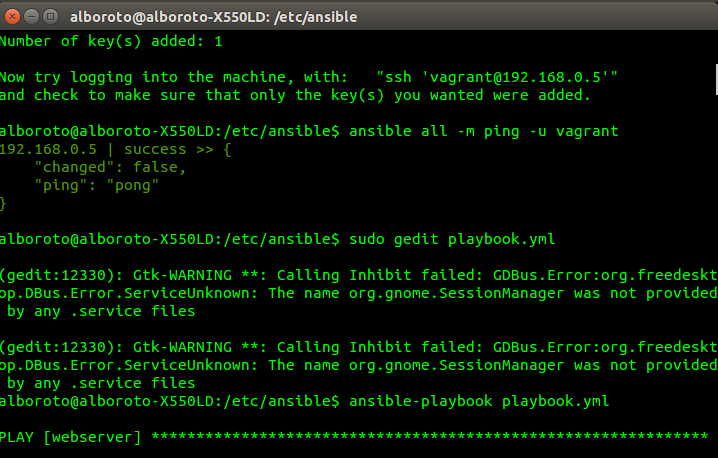 alboroto@alboroto-X550LD: /etc/ansible
Number of key(s) added: 1
Now try logging into the machine, with:   "ssh 'vagrant@192.168.0.5'"
and check to make sure that only the key(s) you wanted were added.
alboroto@alboroto-X550LD:/etc/ansible$ ansible all -m ping -u vagrant
192.168.0.5 | success >> {
    "changed": false,
    "ping": "pong"
}
alboroto@alboroto-X550LD:/etc/ansible$ sudo gedit playbook.yml
(gedit:12330): Gtk-WARNING **: Calling Inhibit failed: GDBus.Error:org.freedeskt
op.DBus.Error.ServiceUnknown: The name org.gnome.SessionManager was not provided
 by any .service files
(gedit:12330): Gtk-WARNING **: Calling Inhibit failed: GDBus.Error:org.freedeskt
op.DBus.Error.ServiceUnknown: The name org.gnome.SessionManager was not provided
 by any .service files
alboroto@alboroto-X550LD:/etc/ansible$ ansible-playbook playbook.yml
PLAY [webserver] **************************************************************